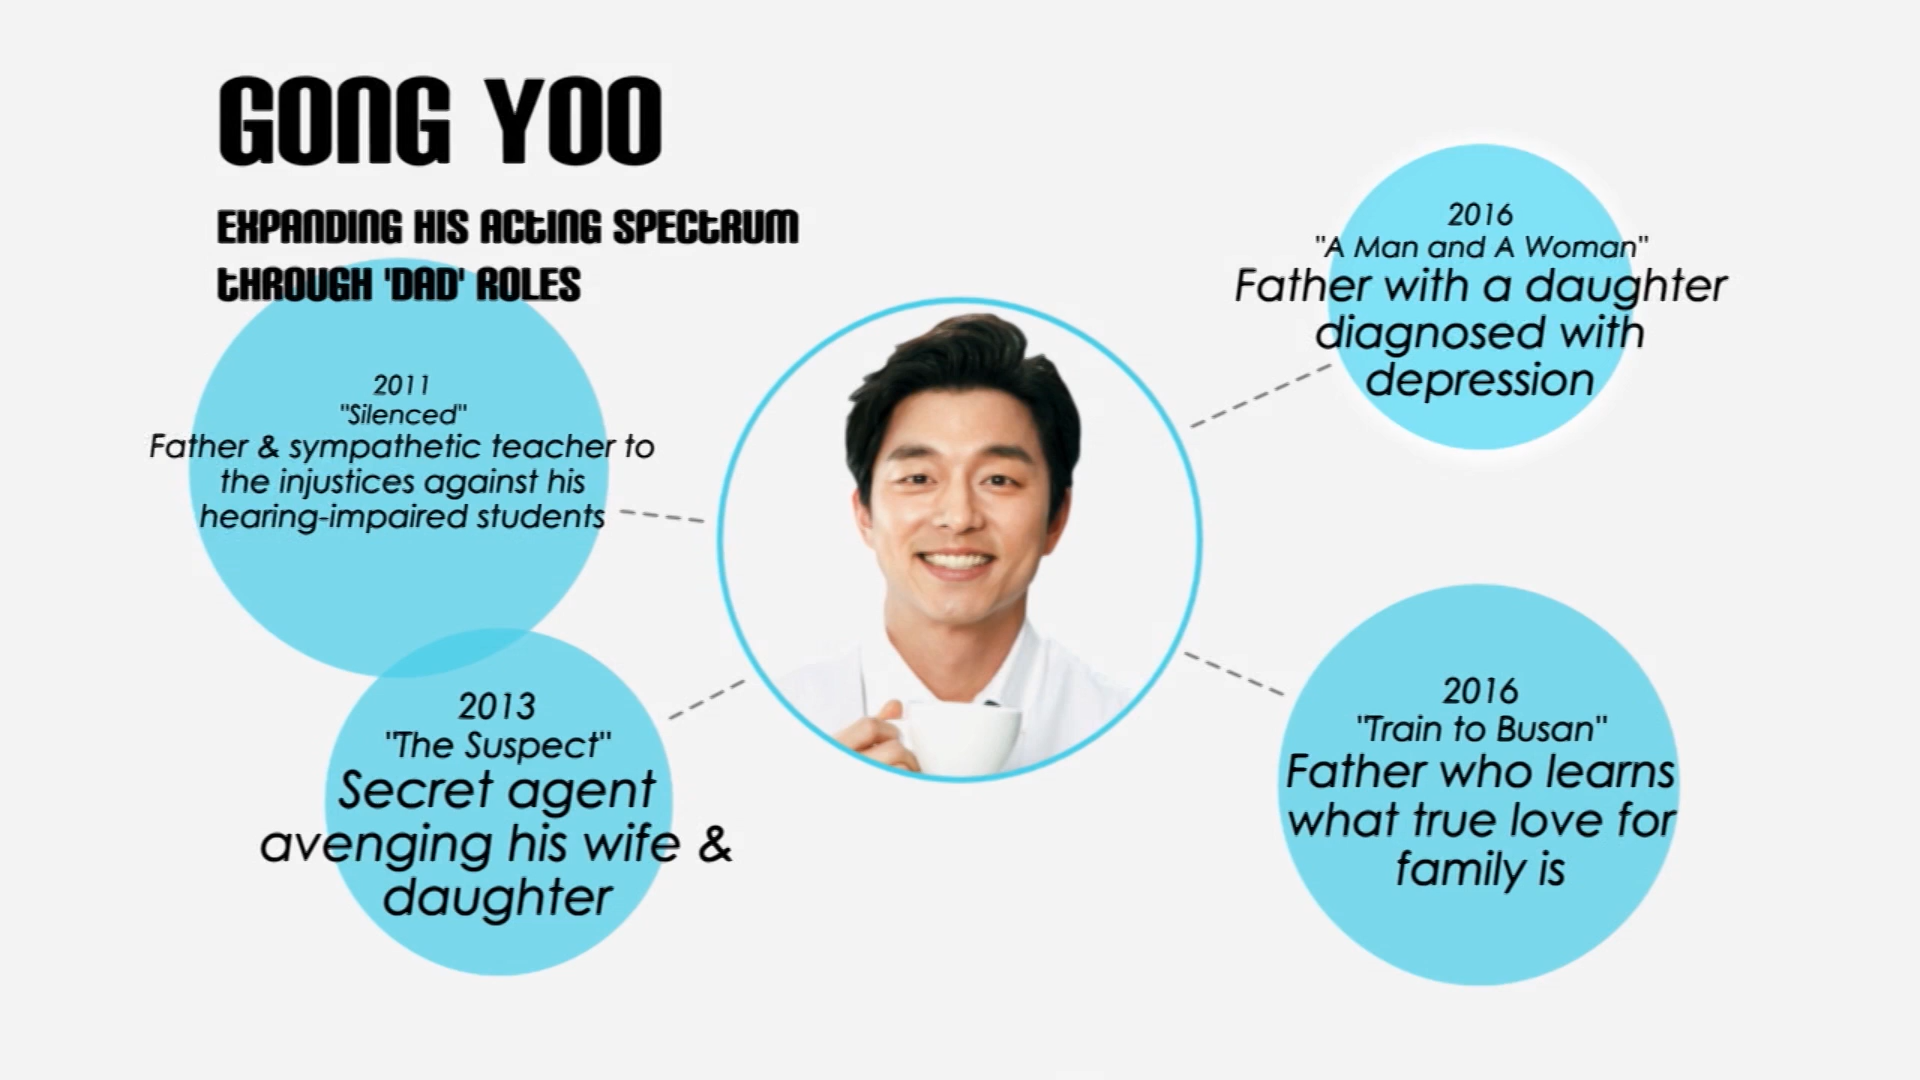 GONG YOO
EXPANDING HIS ACTING SPECTRUM
THROUGH 'DAD' ROLES
2011
"Silenced"
Father & sympathetic teacher to
the injustices against his
hearing-impaired students
2013
"The Suspect"
Secret agent
avenging his wife &
daughter
2016
"A Man and A Woman"
Father with a daughter
diagnosed with
depression
2016
"Train to Busan"
Father who learns
what true love for
family is